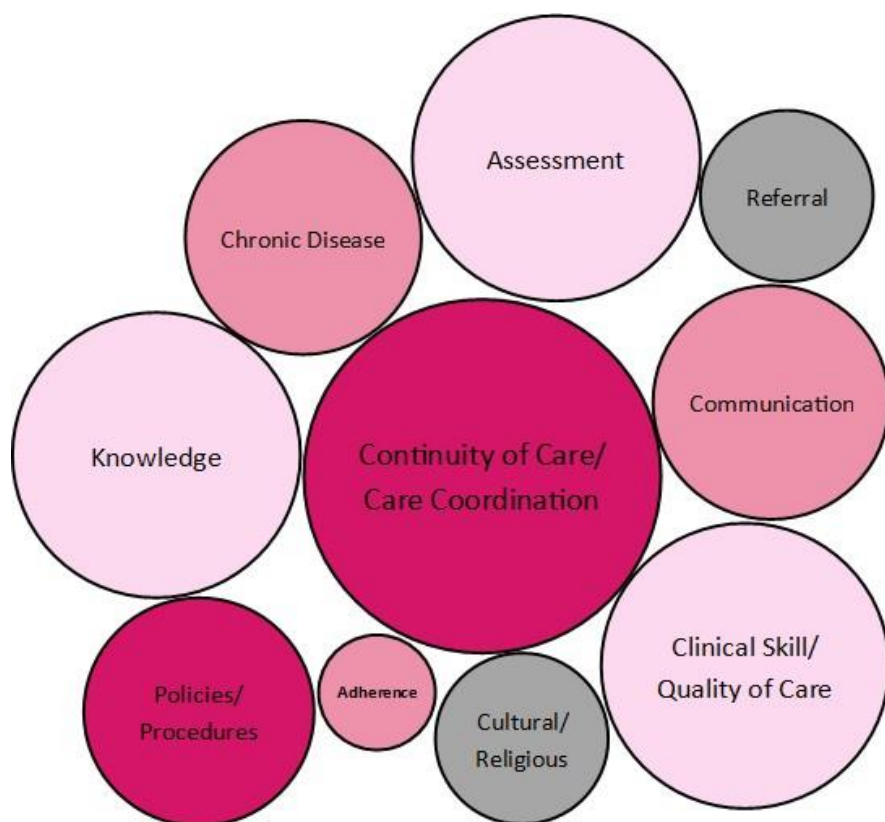 Assessment
Referral
Chronic Disease
Communication
Knowledge
Continuity of Care/
Care Coordination
Clinical Skill/
Quality of Care
Policies/
Procedures
Adherence
Cultural/
Religious